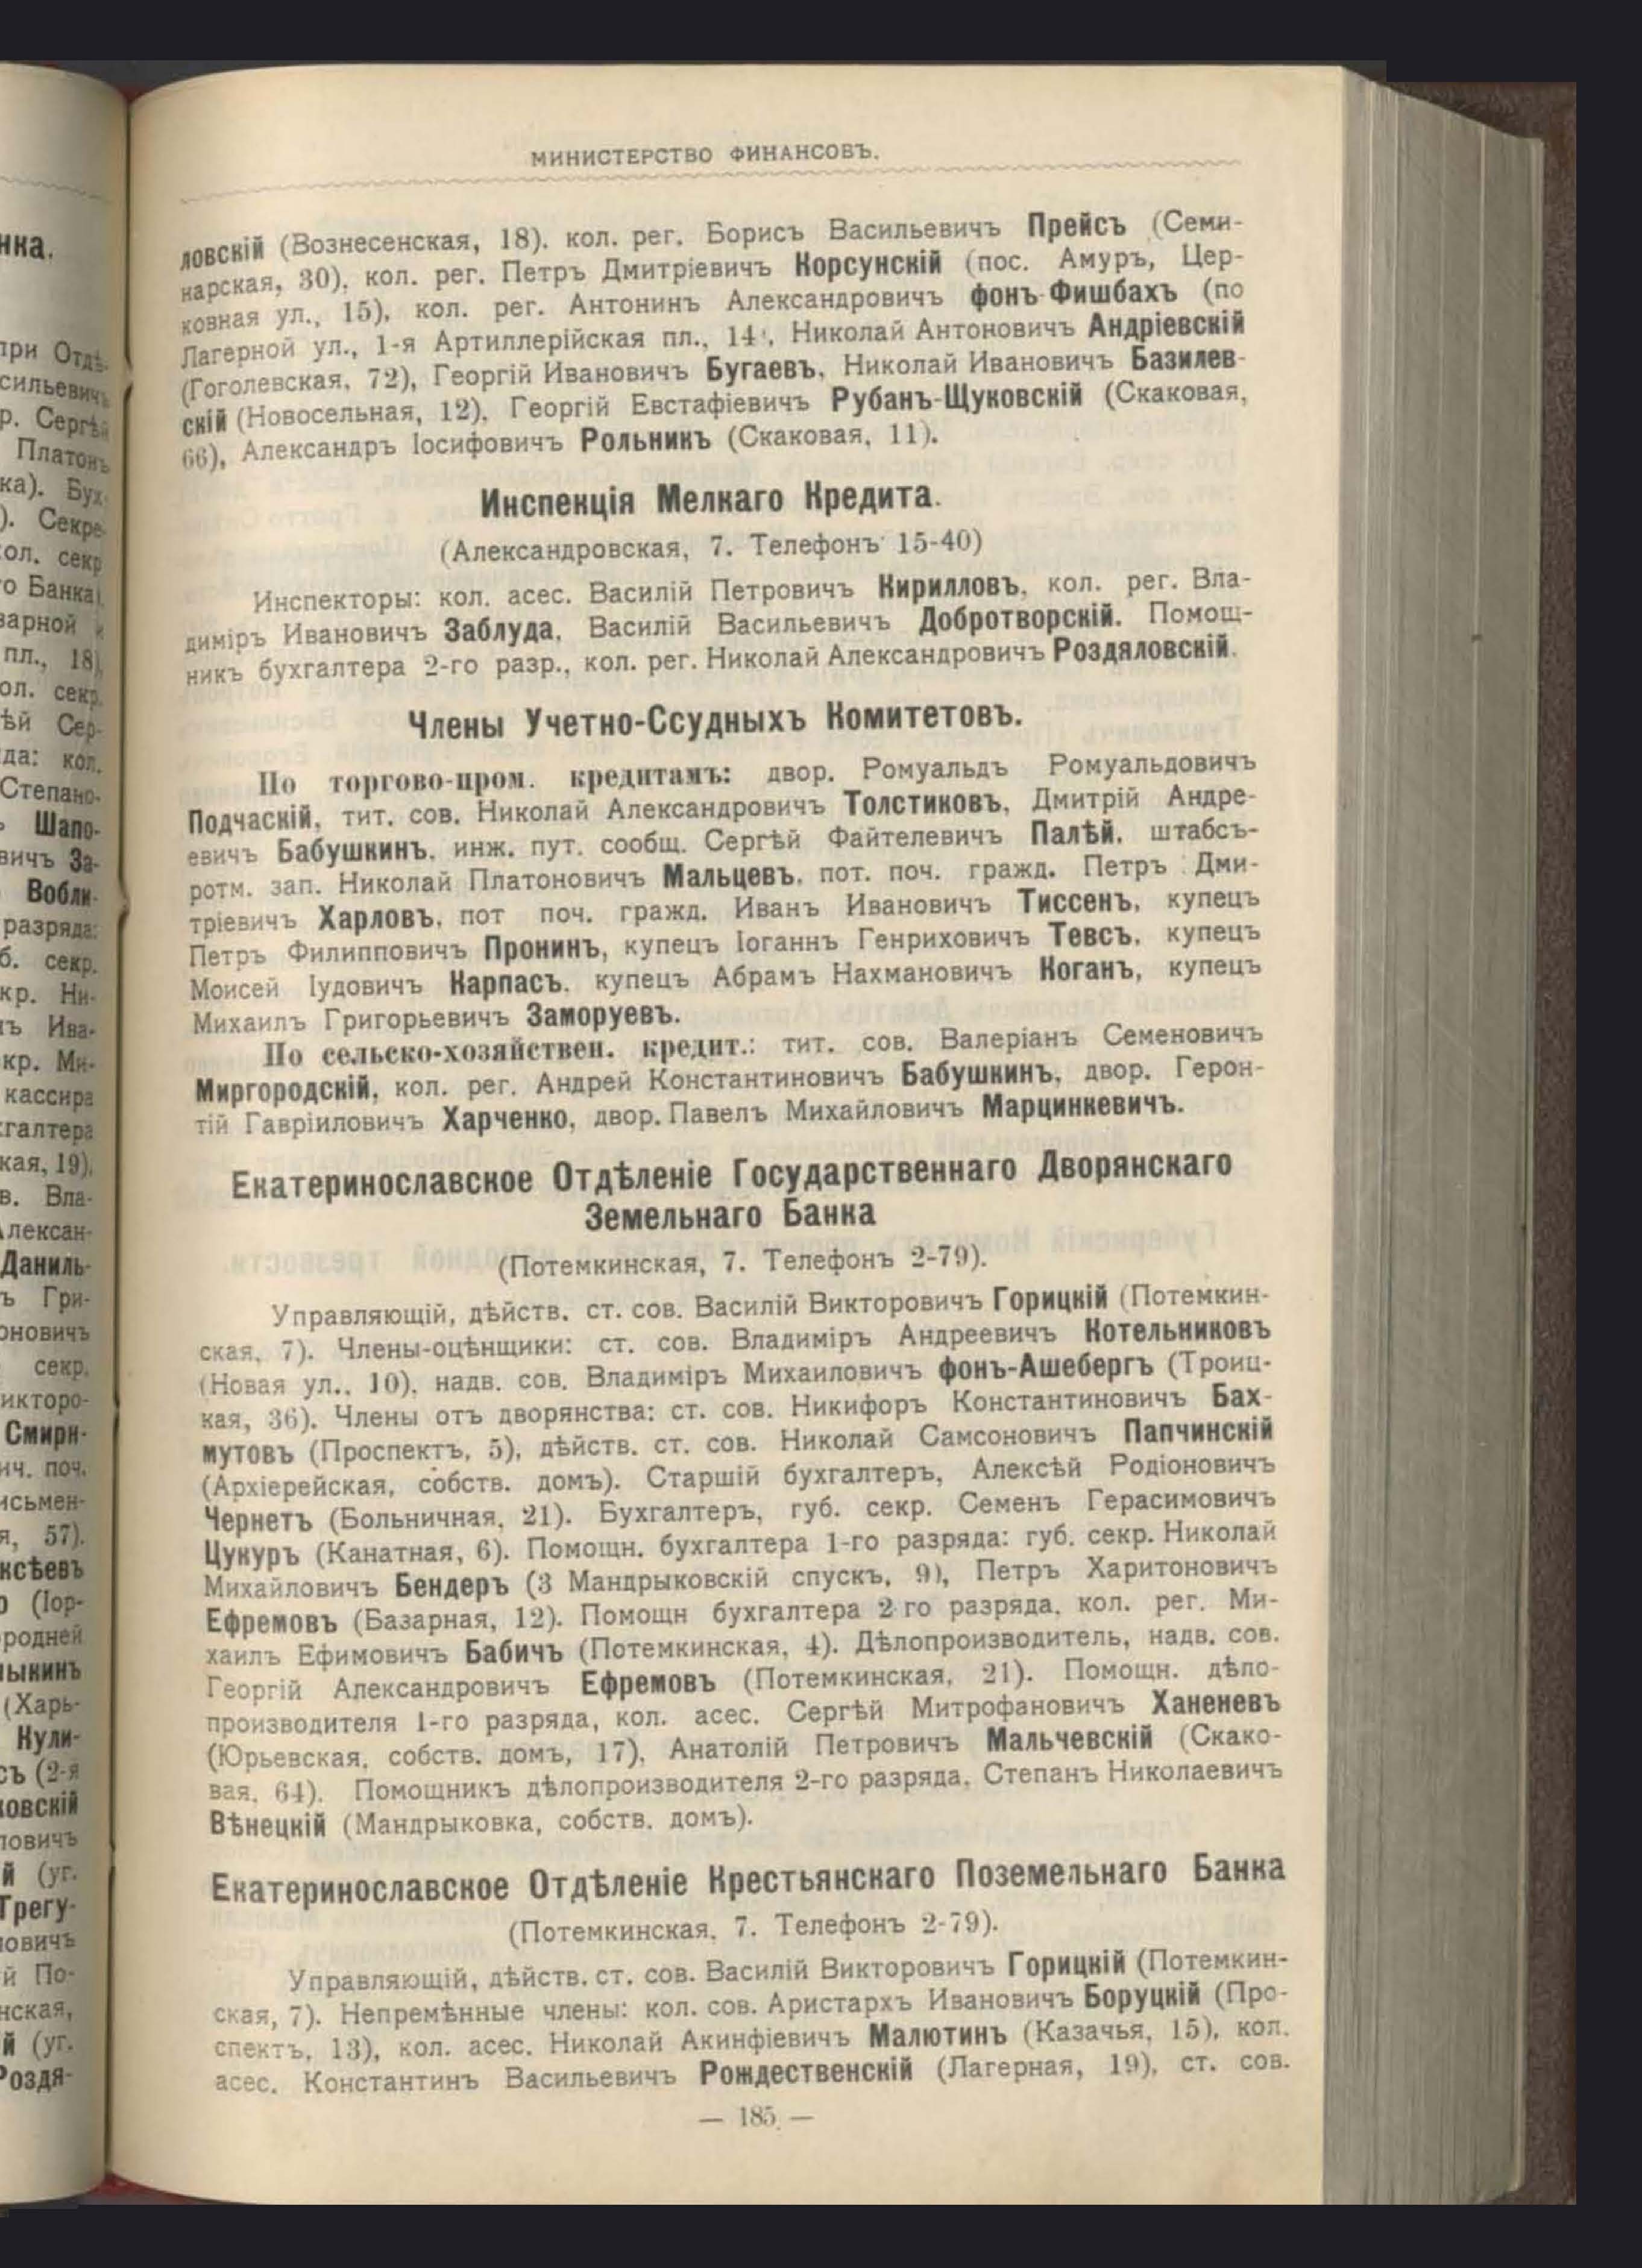 МИНИСТЕРСТВО ФИНАНСОВЪ.
ловскій (Вознесенская, 18). кол. рег. Борисъ Васильевичъ Прейсъ (Семи-
нарская, 30), кол. рег. Петръ Дмитріевичъ Корсунскій (пос. Амуръ, Цер-
ковная ул., 15), кол. рег. Антонинъ Александровичъ фонъ-Фишбахъ (по
Лагерной ул., 1-я Артиллерійская пл., 14), Николай Антоновичъ Андріевскій
(Гоголевская, 72), Георгій Ивановичъ Бугаевъ, Николай Ивановичъ Базилев-
скій (Новосельная, 12), Георгій Евстафіевичъ Рубанъ-Щуковскій (Скаковая,
66), Александръ Іосифовичъ Рольникъ (Скаковая, 11).
Инспекція Мелкаго Кредита.
(Александровская, 7. Телефонъ 15-40)
Инспекторы: кол. асес. Василій Петровичъ Кирилловъ, кол. рег. Вла-
диміръ Ивановичъ Заблуда, Василій Васильевичъ Добротворскій. Помощ-
никъ бухгалтера 2-го разр., кол. рег. Николай Александровичъ Роздяловскій.
Члены Учетно-Ссудныхъ Комитетовъ.
По торгово-пром. кредитамъ: двор. Ромуальдъ Ромуальдовичъ
Подчаскій, тит. сов. Николай Александровичъ Толстиковъ, Дмитрій Андре-
евичъ Бабушкинъ, инж. пут. сообщ. Сергѣй Файтелевичъ Палѣй, штабсъ-
ротм. зап. Николай Платоновичъ Мальцевъ, пот. поч. гражд. Петръ Дми-
тріевичъ Харловъ, пот поч. гражд. Иванъ Ивановичъ Тиссенъ, купецъ
Петръ Филипповичъ Пронинъ, купецъ Іоганнъ Генриховичъ Тевсъ, купецъ
Моисей Іудовичъ Карпасъ, купецъ Абрамъ Нахмановичъ Коганъ, купецъ
Михаилъ Григорьевичъ Заморуевъ.
По сельско-хозяйствен. кредит.: тит. сов. Валеріанъ Семеновичъ
Миргородскій, кол. рег. Андрей Константиновичъ Бабушкинъ, двор. Герон-
тій Гавріиловичъ Харченко, двор. Павелъ Михайловичъ Марцинкевичъ.
Екатеринославское Отдѣленіе Государственнаго Дворянскаго
Земельнаго Банка
(Потемкинская, 7. Телефонъ 2-79).
Управляющій, дѣйств. ст. сов. Василій Викторовичъ Горицкій (Потемкин-
ская, 7). Члены-оцѣнщики: ст. сов. Владиміръ Андреевичъ Котельниковъ
(Новая ул., 10), надв. сов. Владиміръ Михаиловичъ фонъ-Ашебергъ (Троиц-
кая, 36). Члены отъ дворянства: ст. сов. Никифоръ Константиновичъ Бах-
мутовъ (Проспектъ, 5), дѣйств. ст. сов. Николай Самсоновичъ Папчинскій
(Архіерейская, собств. домъ). Старшій бухгалтеръ, Алексѣй Родіоновичъ
Чернетъ (Больничная, 21). Бухгалтеръ, губ. секр. Семенъ Герасимовичъ
Цукуръ (Канатная, 6). Помощн. бухгалтера 1-го разряда: губ. секр. Николай
Михайловичъ Бендеръ (3 Мандрыковскій спускъ, 9), Петръ Харитоновичъ
Ефремовъ (Базарная, 12). Помощн бухгалтера 2 го разряда, кол. рег. Ми-
хаилъ Ефимовичъ Бабичъ (Потемкинская, 4). Дѣлопроизводитель, надв. сов.
Георгій Александровичъ Ефремовъ (Потемкинская, 21). Помощн. дѣло-
производителя 1-го разряда, кол. асес. Сергѣй Митрофановичъ Ханеневъ
(Юрьевская, собств. домъ, 17), Анатолій Петровичъ Мальчевскій (Скако-
вая, 64). Помощникъ дѣлопроизводителя 2-го разряда, Степанъ Николаевичъ
Вѣнецкій (Мандрыковка, собств. домъ).
Екатеринославское Отдѣленіе Крестьянскаго Поземельнаго Банка
(Потемкинская, 7. Телефонъ 2-79).
Управляющій, дѣйств. ст. сов. Василій Викторовичъ Горицкій (Потемкин-
ская, 7). Непремѣнные члены: кол. сов. Аристархъ Ивановичъ Боруцкій (Про-
спектъ, 13), кол. асес. Николай Акинфіевичъ Малютинъ (Казачья, 15), кол.
асес. Константинъ Васильевичъ Рождественскій (Лагерная, 19), ст. сов.
— 185 —